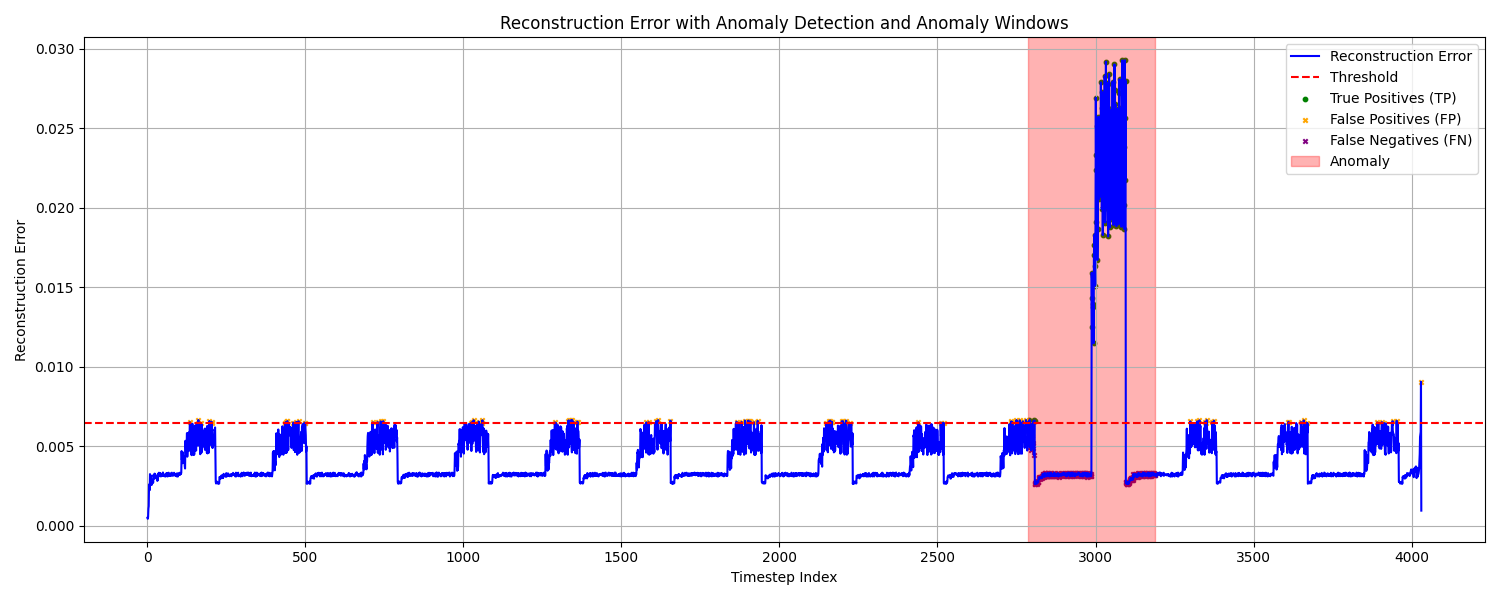 Reconstruction Error with Anomaly Detection and Anomaly Windows
Reconstruction Error
Threshold
True Positives (TP)
False Positives (FP)
False Negatives (FN)
Anomaly
Reconstruction Error
0.030
0.025
0.020
0.015
0.010
0.005
0.000
0
500
1000
1500
2000
2500
3000
3500
4000
Timestep Index